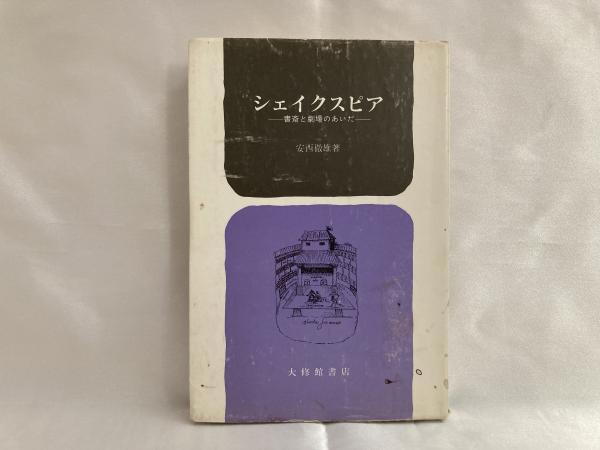 シェイクスピア
——書斎と劇場のあいだ——
安西徹雄著
大修館書店